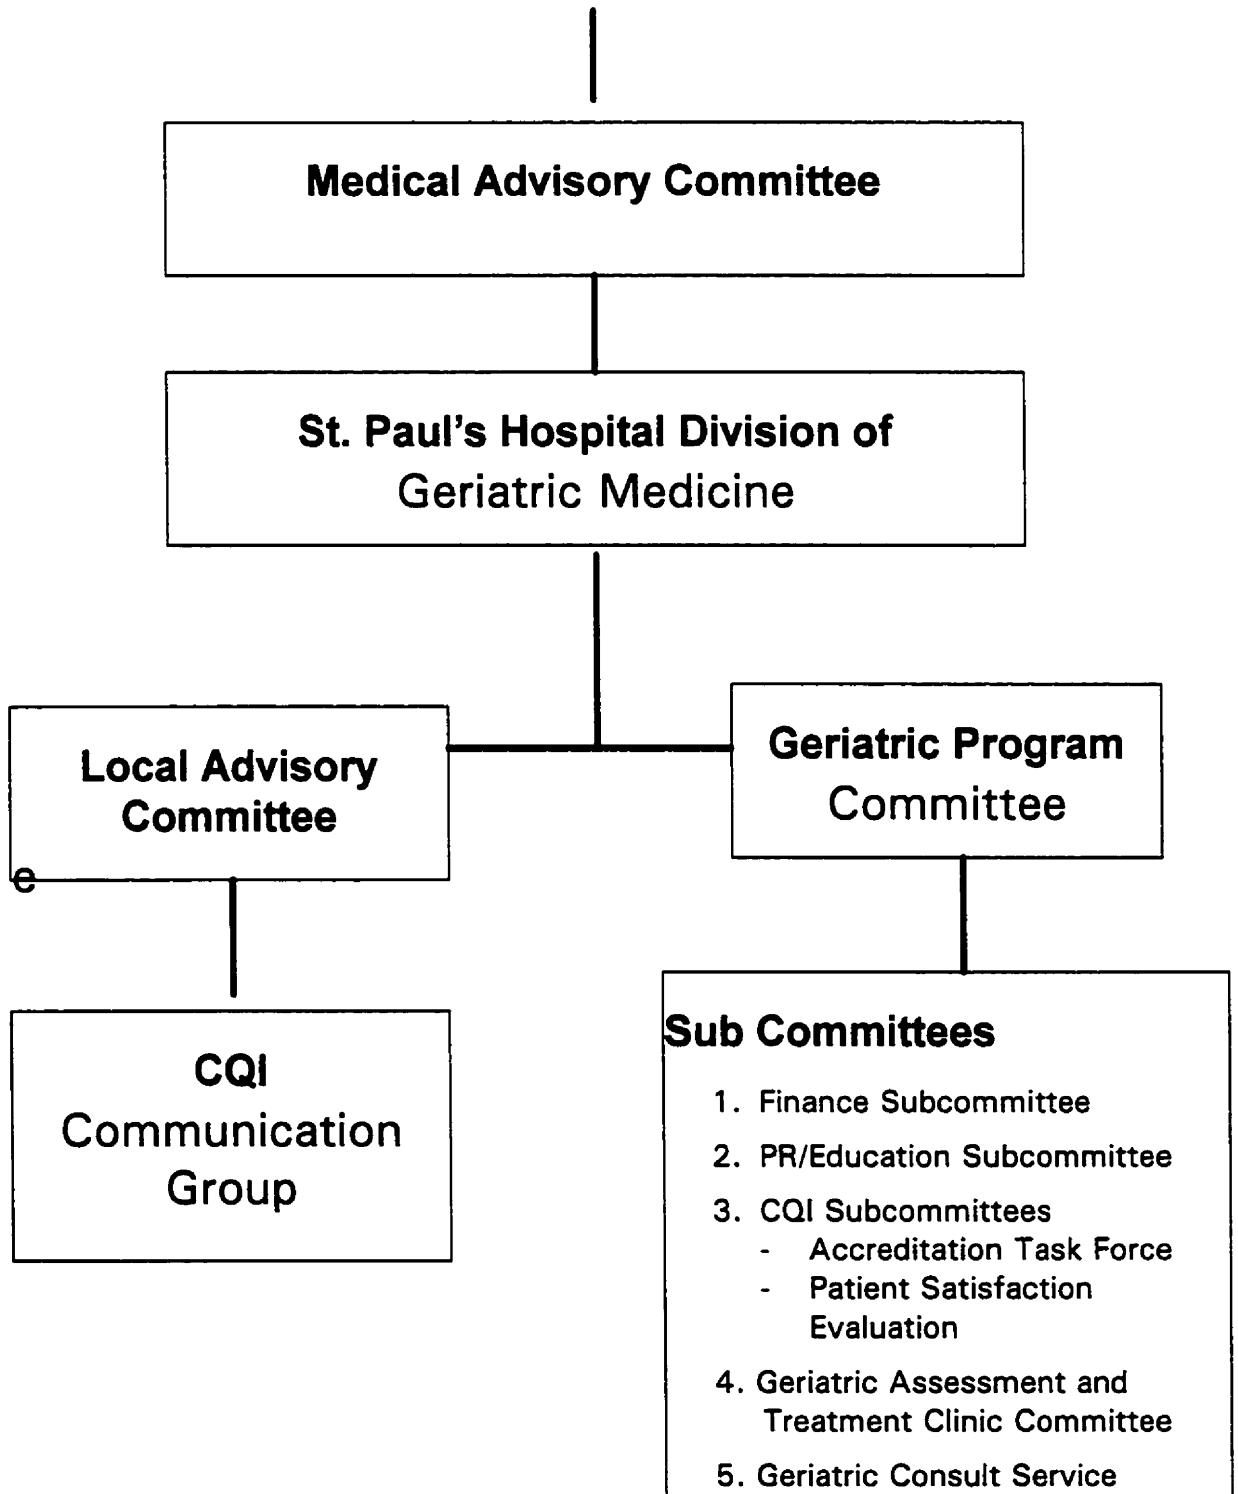 Medical Advisory Committee
St. Paul's Hospital Division of
Geriatric Medicine
Local Advisory
Committee
e
Geriatric Program
Committee
CQI
Communication
Group
Sub Committees
1. Finance Subcommittee
2. PR/Education Subcommittee
3. CQI Subcommittees
- Accreditation Task Force
- Patient Satisfaction
Evaluation
4. Geriatric Assessment and
Treatment Clinic Committee
5. Geriatric Consult Service